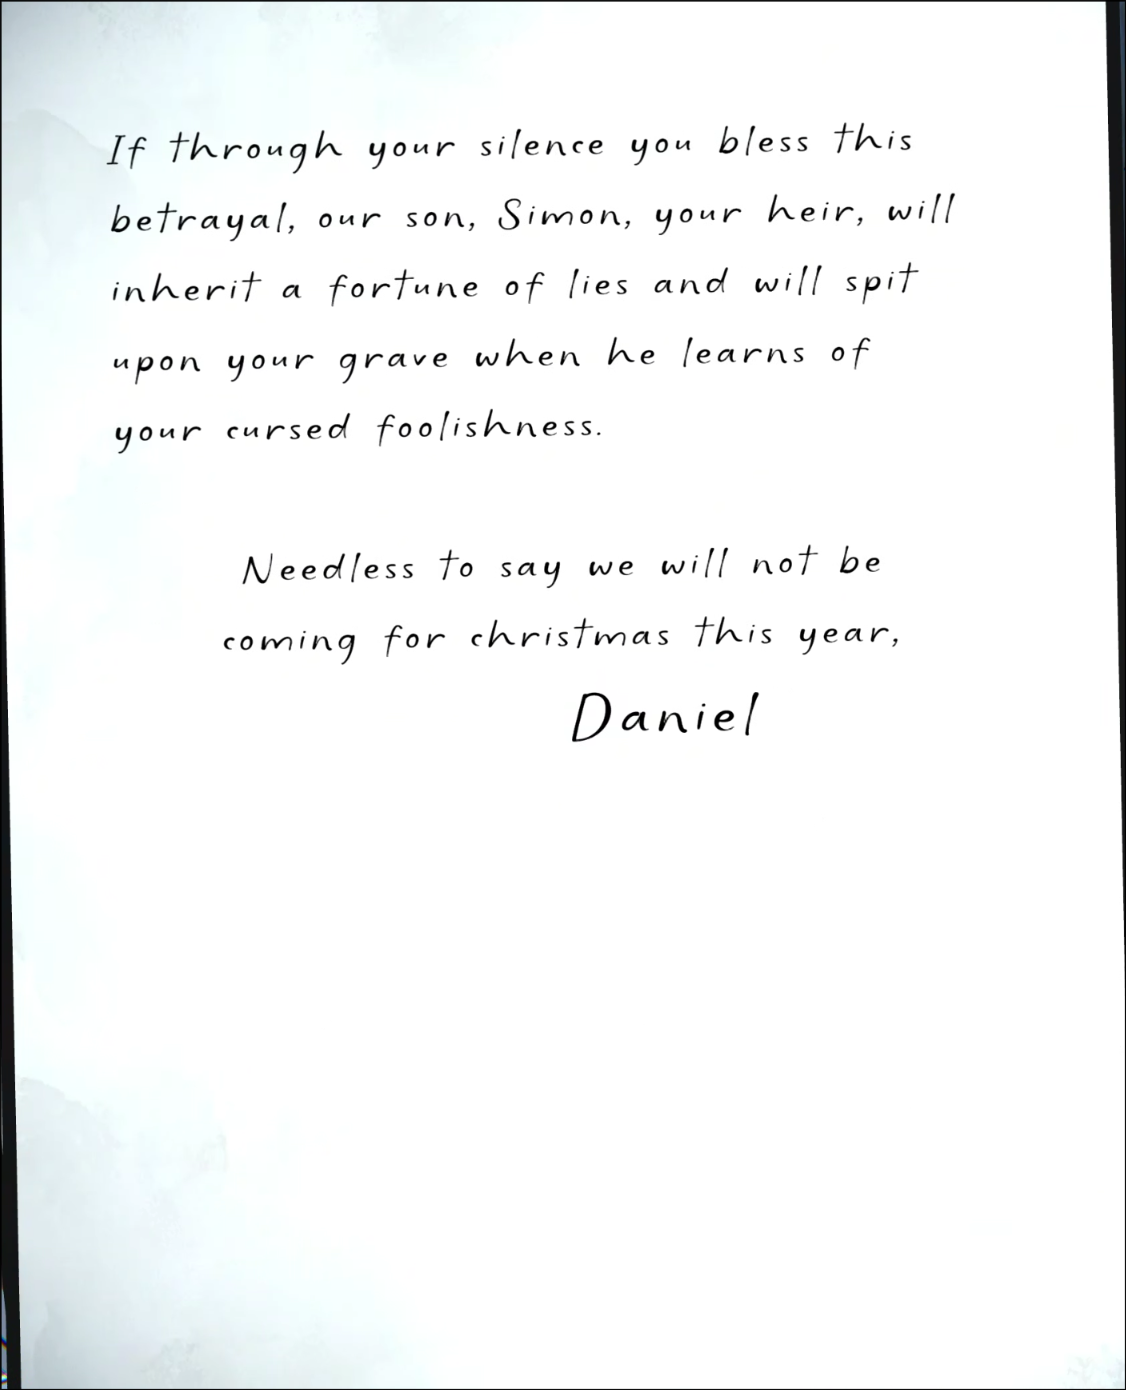 If through your silence you bless this
betrayal, our son, Simon, your heir, will
inherit a fortune of lies and will spit
upon your grave when he learns of
your cursed foolishness.
Needless to say we will not be
coming for christmas this year,
Daniel